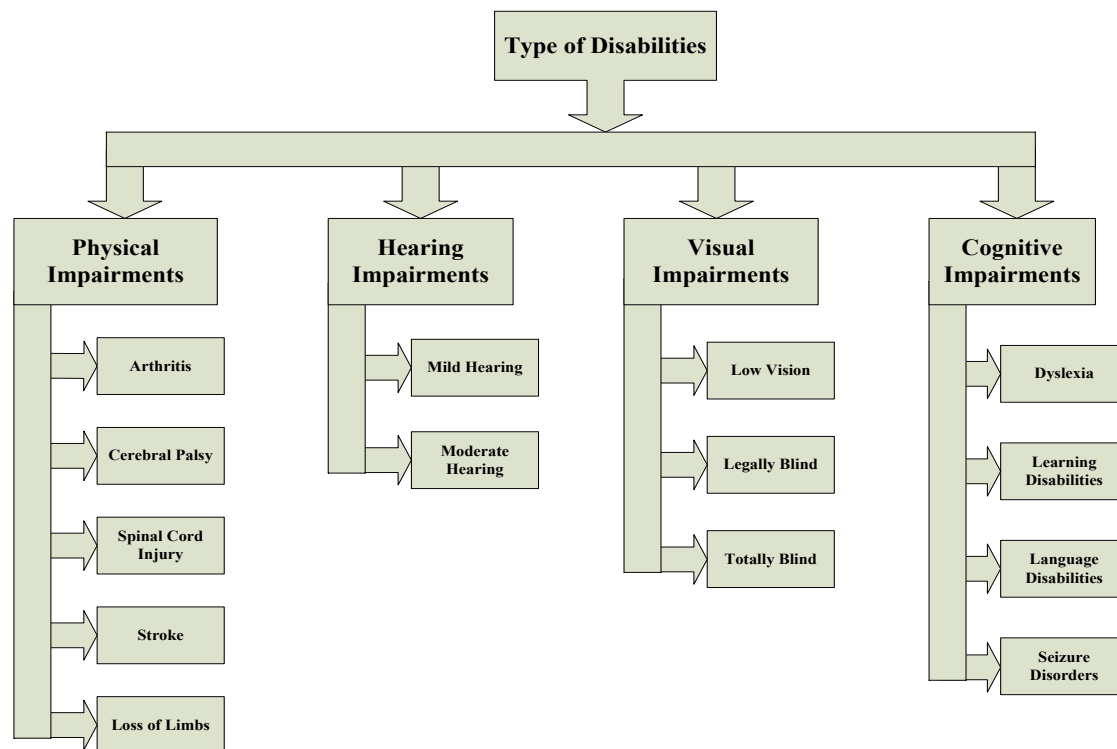 Type of Disabilities
Physical
Impairments
Arthritis
Cerebral Palsy
Spinal Cord
Injury
Stroke
Loss of Limbs
Hearing
Impairments
Mild Hearing
Moderate
Hearing
Visual
Impairments
Low Vision
Legally Blind
Totally Blind
Cognitive
Impairments
Dyslexia
Learning
Disabilities
Language
Disabilities
Seizure
Disorders